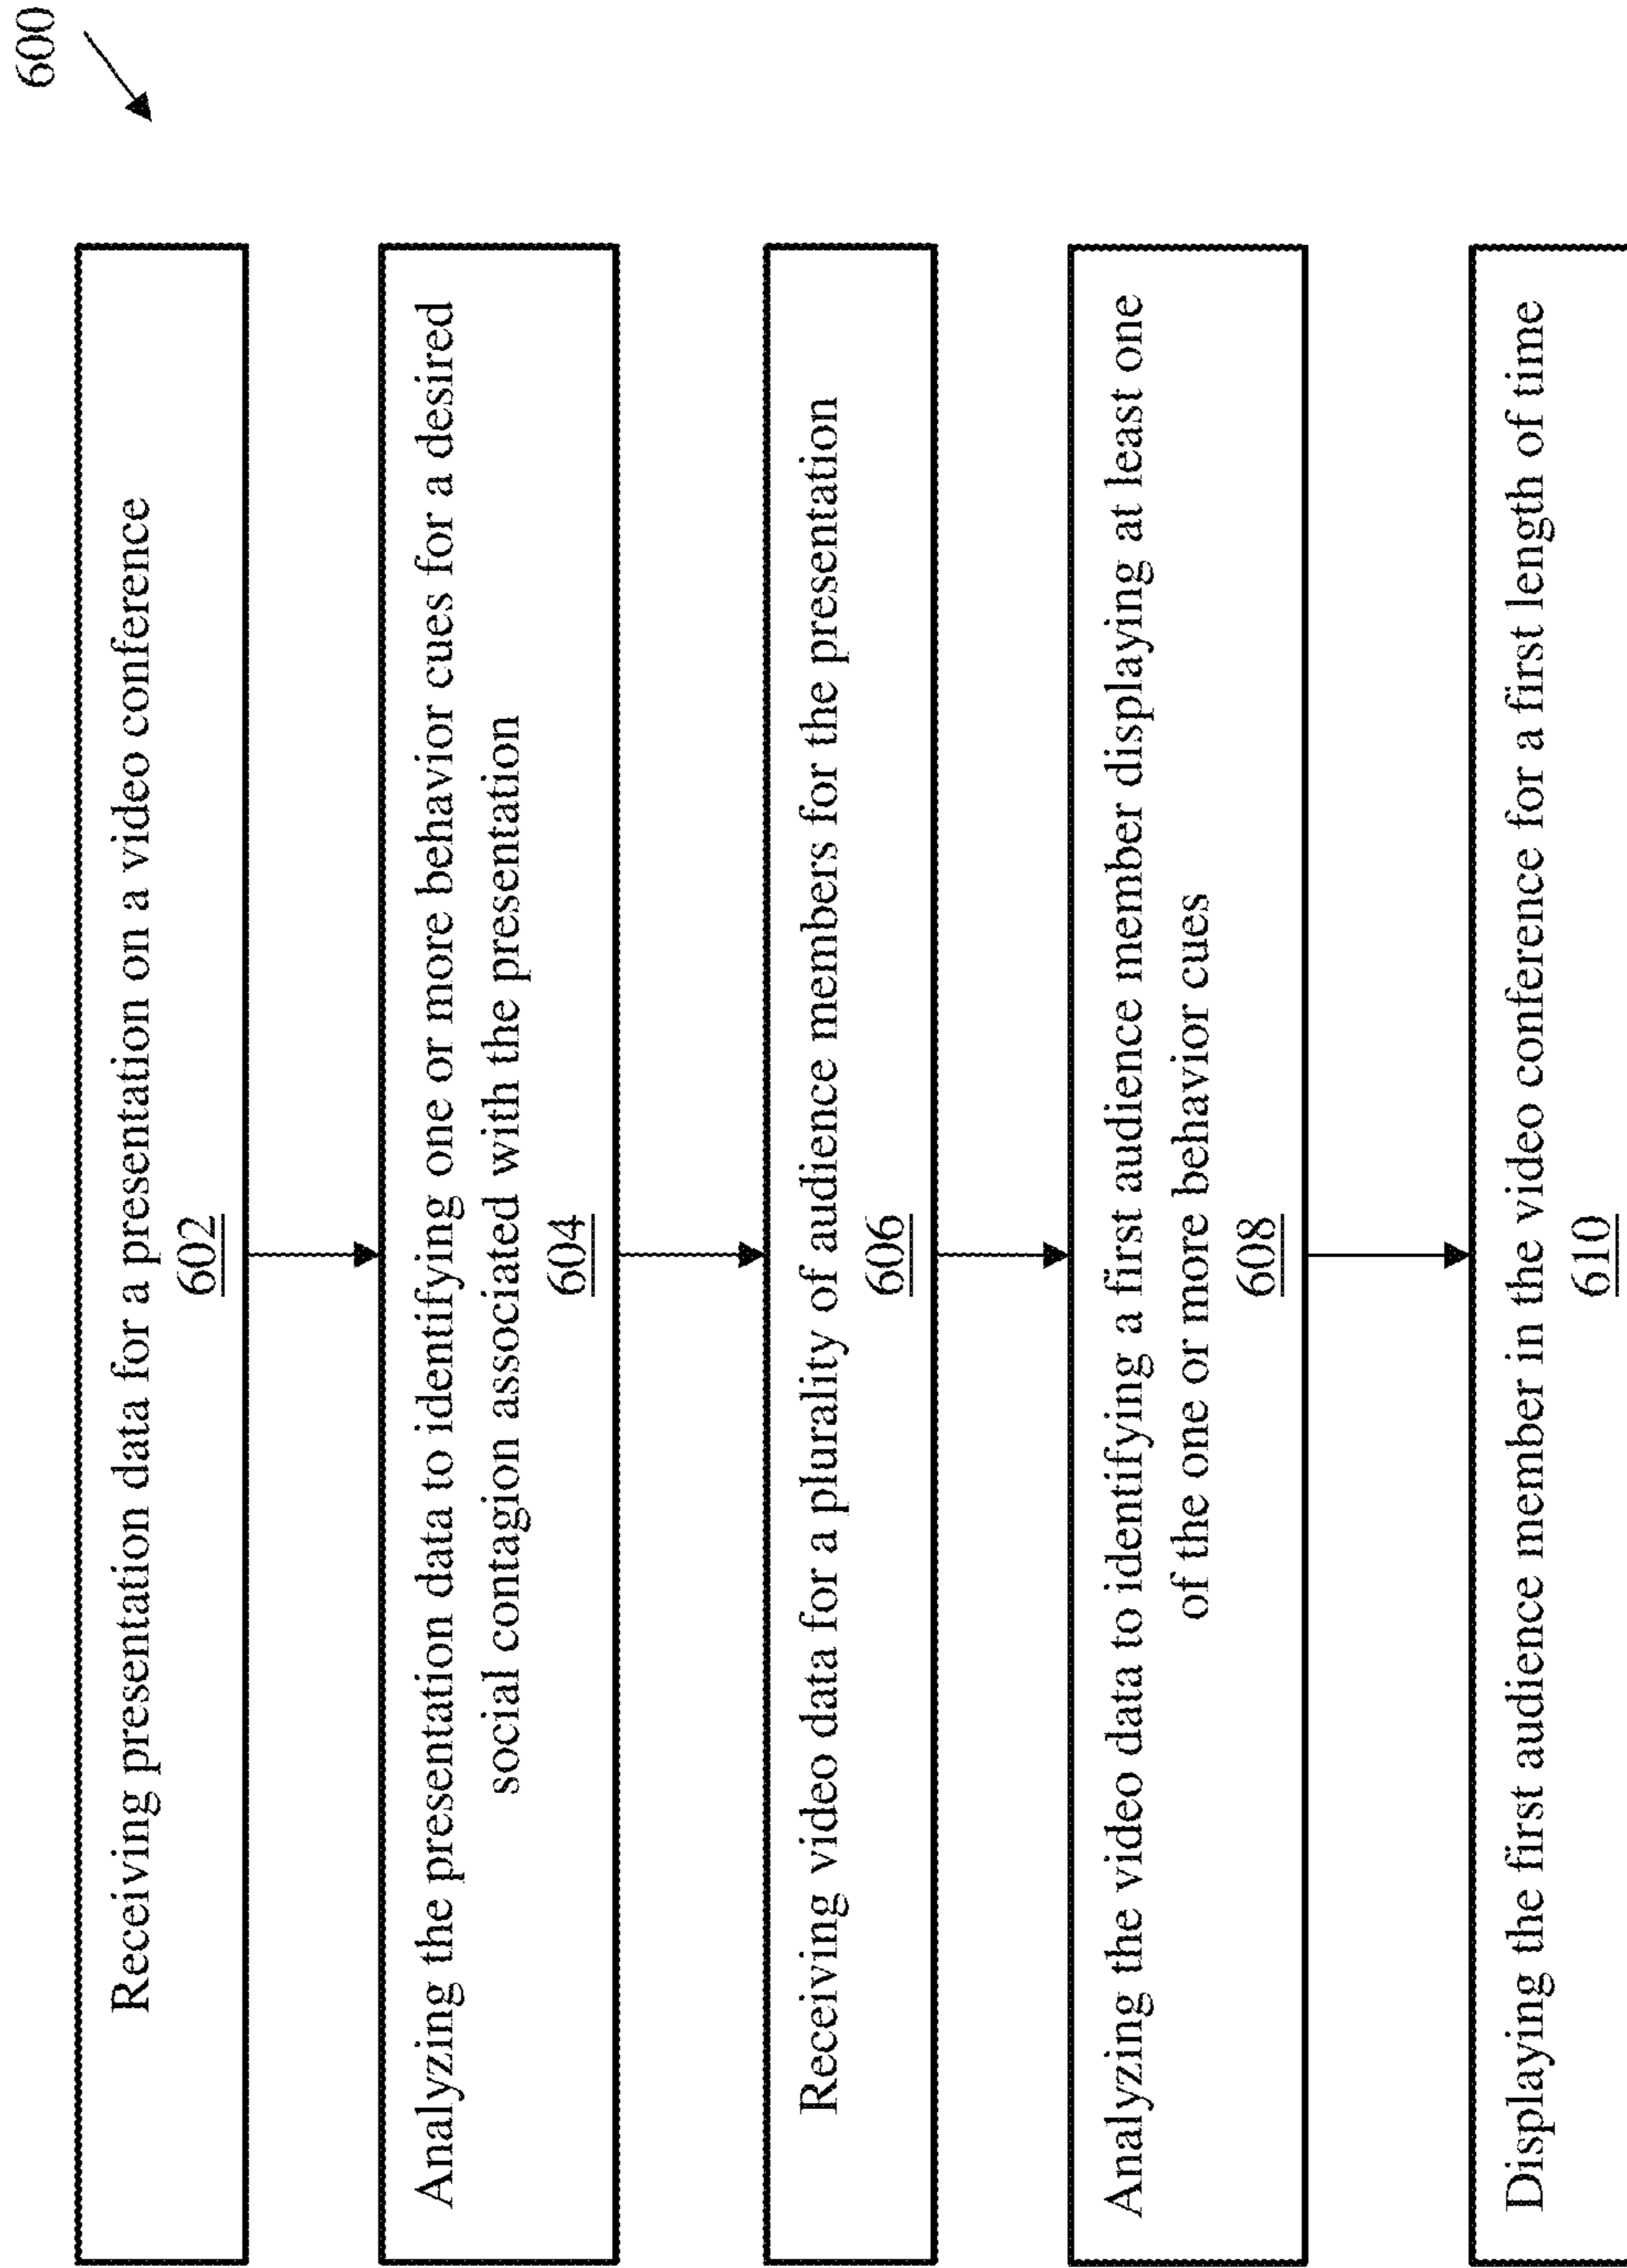 600
Receiving presentation data for a presentation on a video conference
602
Analyzing the presentation data to identifying one or more behavior cues for a desired
social contagion associated with the presentation
604
Receiving video data for a plurality of audience members for the presentation
606
Analyzing the video data to identifying a first audience member displaying at least one
of the one or more behavior cues
608
Displaying the first audience member in the video conference for a first length of time
610